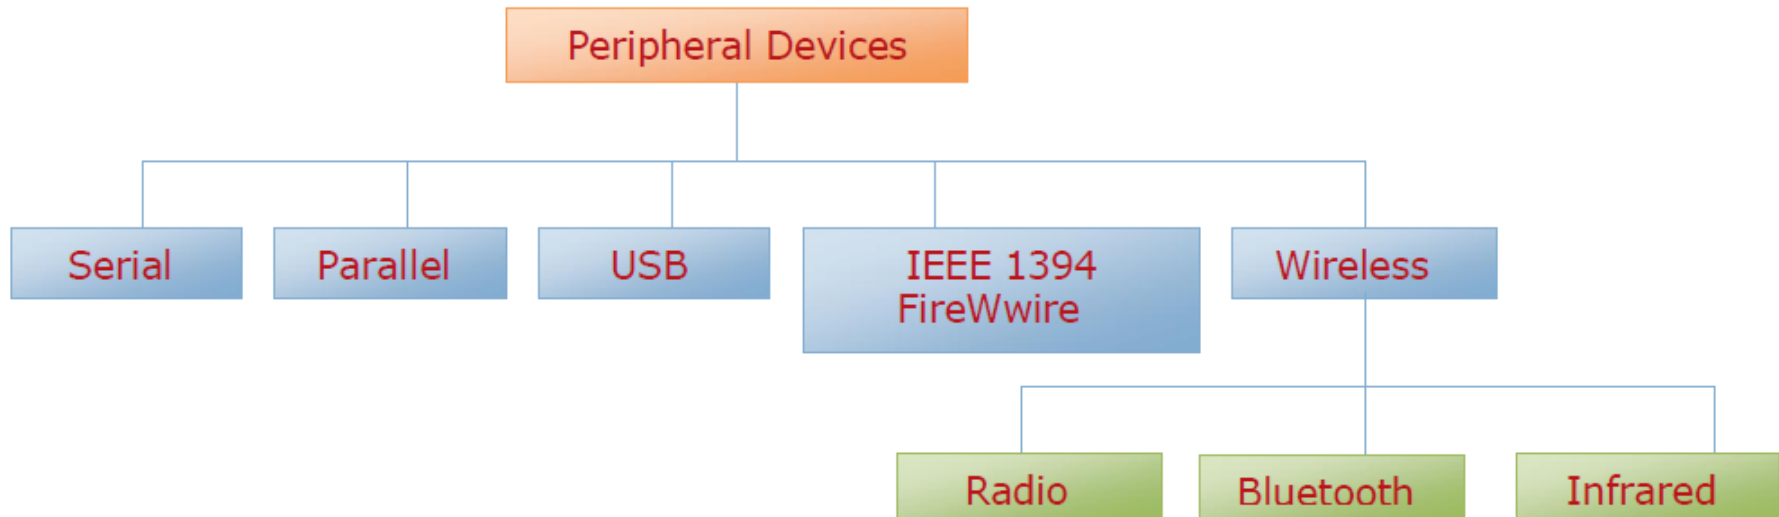 Peripheral Devices
Serial
Parallel
USB
IEEE 1394
FireWwire
Wireless
Radio
Bluetooth
Infrared